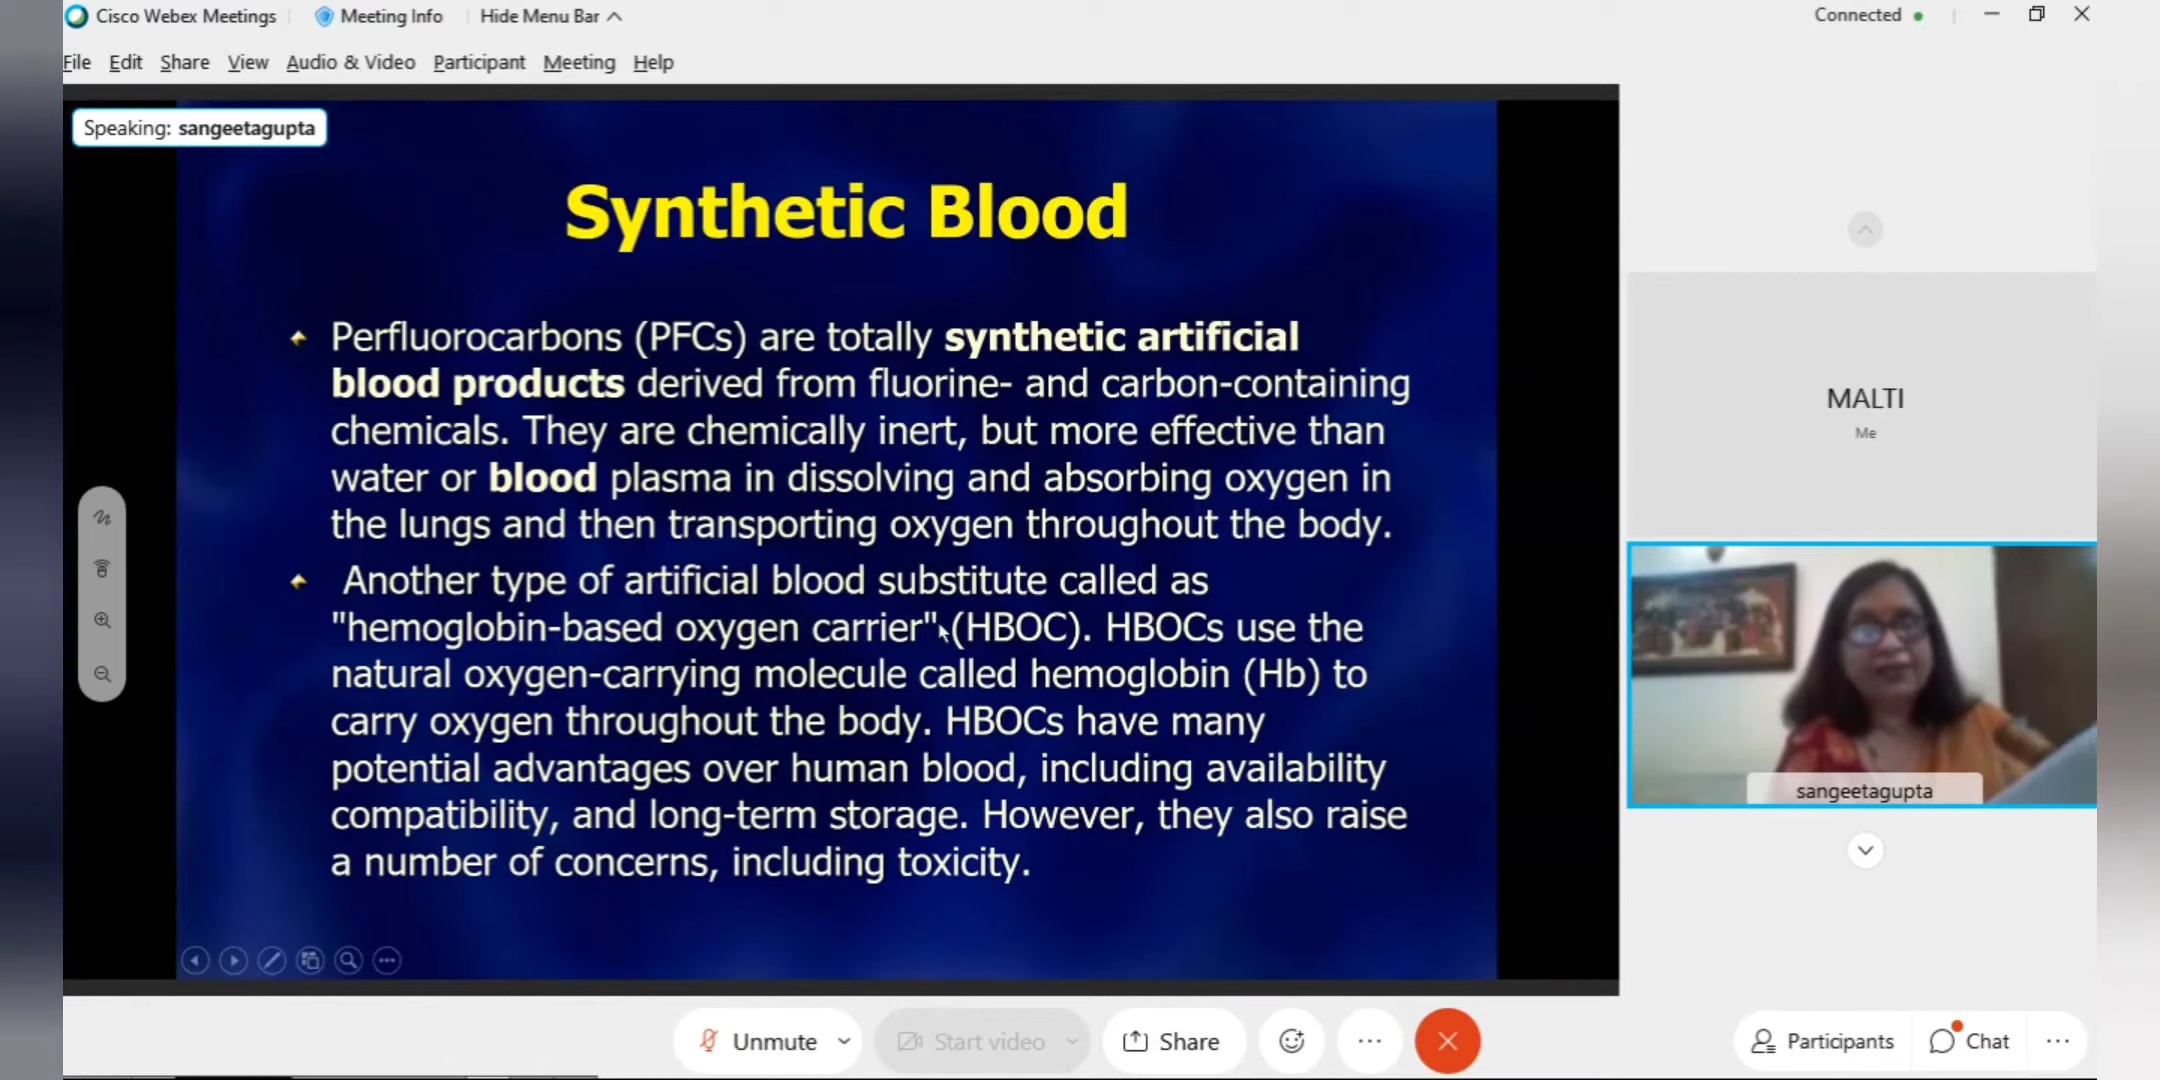 Cisco Webex Meetings
Meeting Info
Hide Menu Bar
Connected
File Edit Share View Audio & Video Participant Meeting Help
Speaking: sangeetagupta
Synthetic Blood
Perfluorocarbons (PFCs) are totally synthetic artificial
blood products derived from fluorine- and carbon-containing
chemicals. They are chemically inert, but more effective than
water or blood plasma in dissolving and absorbing oxygen in
the lungs and then transporting oxygen throughout the body.
Another type of artificial blood substitute called as
"hemoglobin-based oxygen carrier" (HBOC). HBOCs use the
natural oxygen-carrying molecule called hemoglobin (Hb) to
carry oxygen throughout the body. HBOCs have many
potential advantages over human blood, including availability
compatibility, and long-term storage. However, they also raise
a number of concerns, including toxicity.
MALTI
Me
sangeetagupta
Unmute
Start video
Share
Participants
Chat